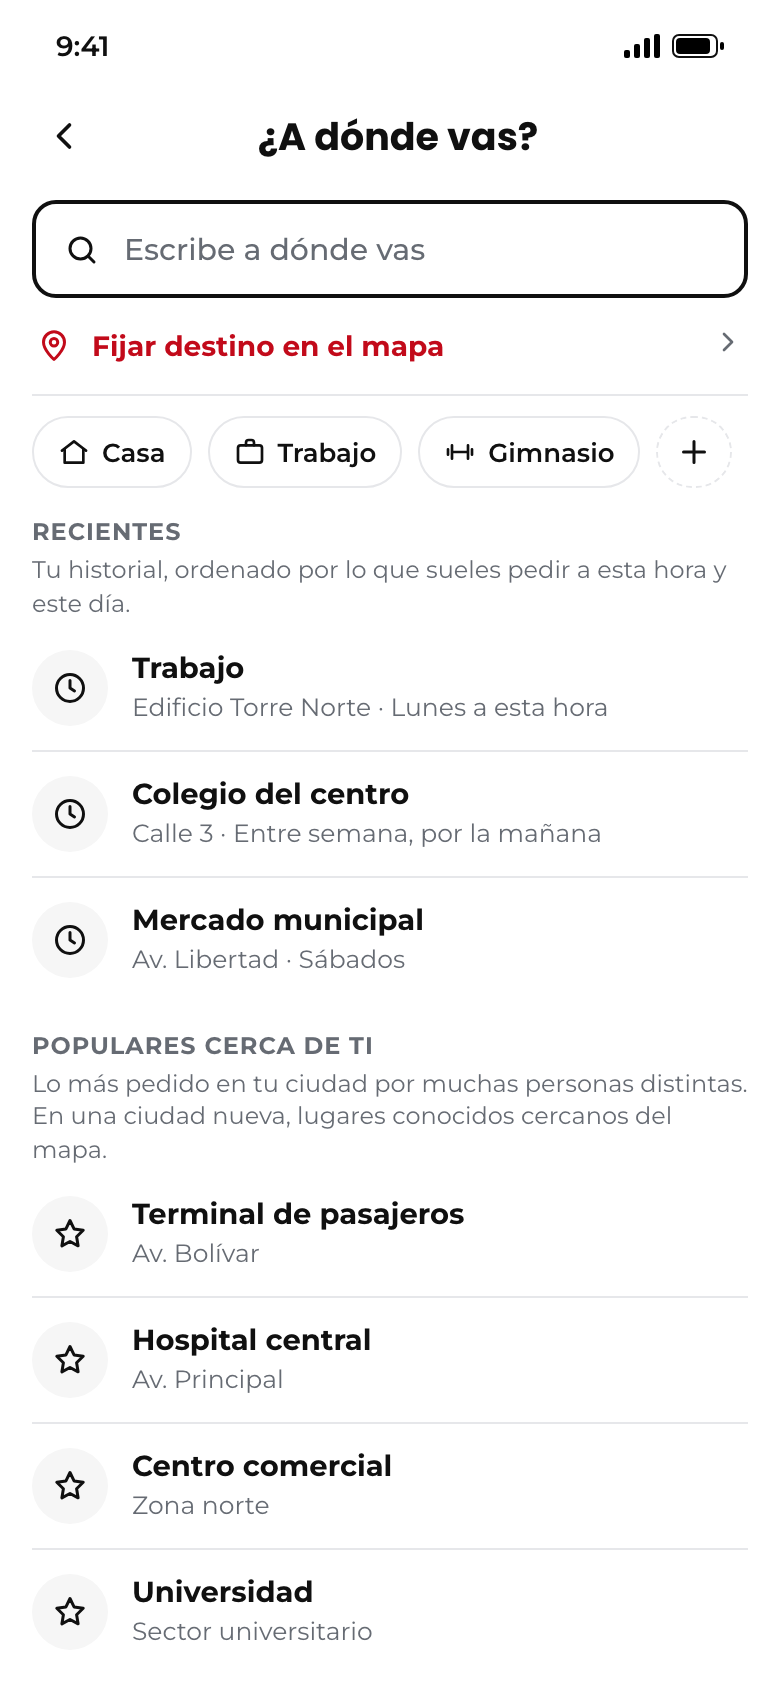 9:41
¿A dónde vas?
Escribe a dónde vas
Fijar destino en el mapa
Casa
Trabajo
Gimnasio
RECIENTES
Tu historial, ordenado por lo que sueles pedir a esta hora y
este día.
Trabajo
Edificio Torre Norte · Lunes a esta hora
Colegio del centro
Calle 3 · Entre semana, por la mañana
Mercado municipal
Av. Libertad · Sábados
POPULARES CERCA DE TI
Lo más pedido en tu ciudad por muchas personas distintas.
En una ciudad nueva, lugares conocidos cercanos del
mapa.
Terminal de pasajeros
Av. Bolívar
Hospital central
Av. Principal
Centro comercial
Zona norte
Universidad
Sector universitario